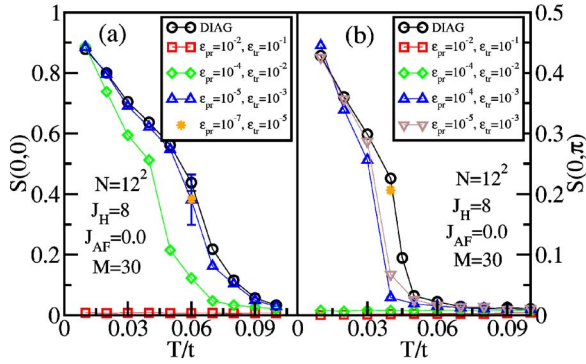 (a)
DIAG
ε_pr=10^-2, ε_tr=10^-1
ε_pr=10^-4, ε_tr=10^-2
ε_pr=10^-5, ε_tr=10^-3
ε_pr=10^-7, ε_tr=10^-5
N=12^2
J_H=8
J_AF=0.0
M=30
S(0,0)
1
0.8
0.6
0.4
0.2
0
0 0.03 0.06 0.09
T/t
(b)
DIAG
ε_pr=10^-2, ε_tr=10^-1
ε_pr=10^-4, ε_tr=10^-2
ε_pr=10^-4, ε_tr=10^-3
ε_pr=10^-5, ε_tr=10^-3
N=12^2
J_H=8
J_AF=0.0
M=30
S(0,π)
0.5
0.4
0.3
0.2
0.1
0
0 0.03 0.06 0.09
T/t